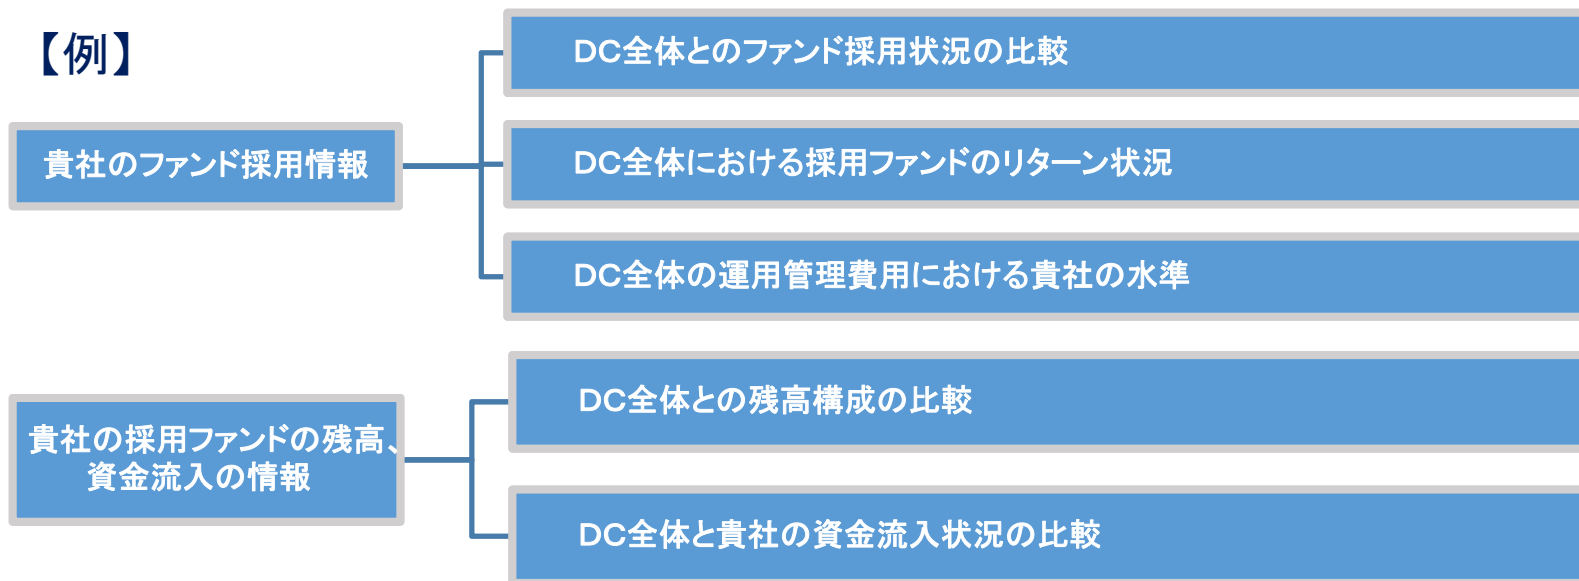 【例】
貴社のファンド採用情報
DC全体とのファンド採用状況の比較
DC全体における採用ファンドのリターン状況
DC全体の運用管理費用における貴社の水準
貴社の採用ファンドの残高、
資金流入の情報
DC全体との残高構成の比較
DC全体と貴社の資金流入状況の比較